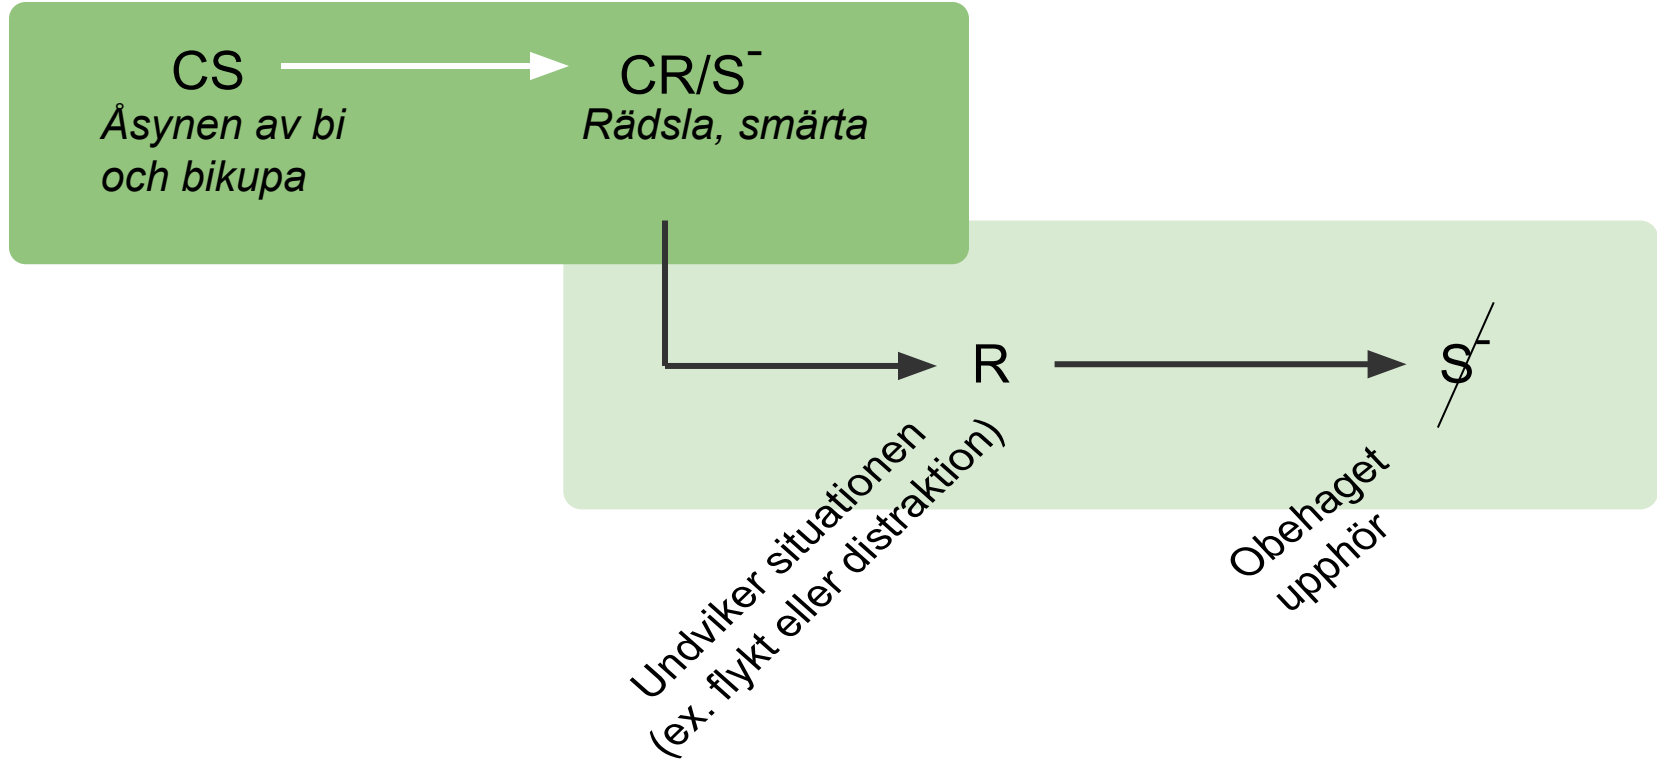 CS
Åsynen av bi
och bikupa
CR/S⁻
Rädsla, smärta
R
Undviker situationen
(ex. flykt eller distraktion)
S⁻
Obehaget
upphör